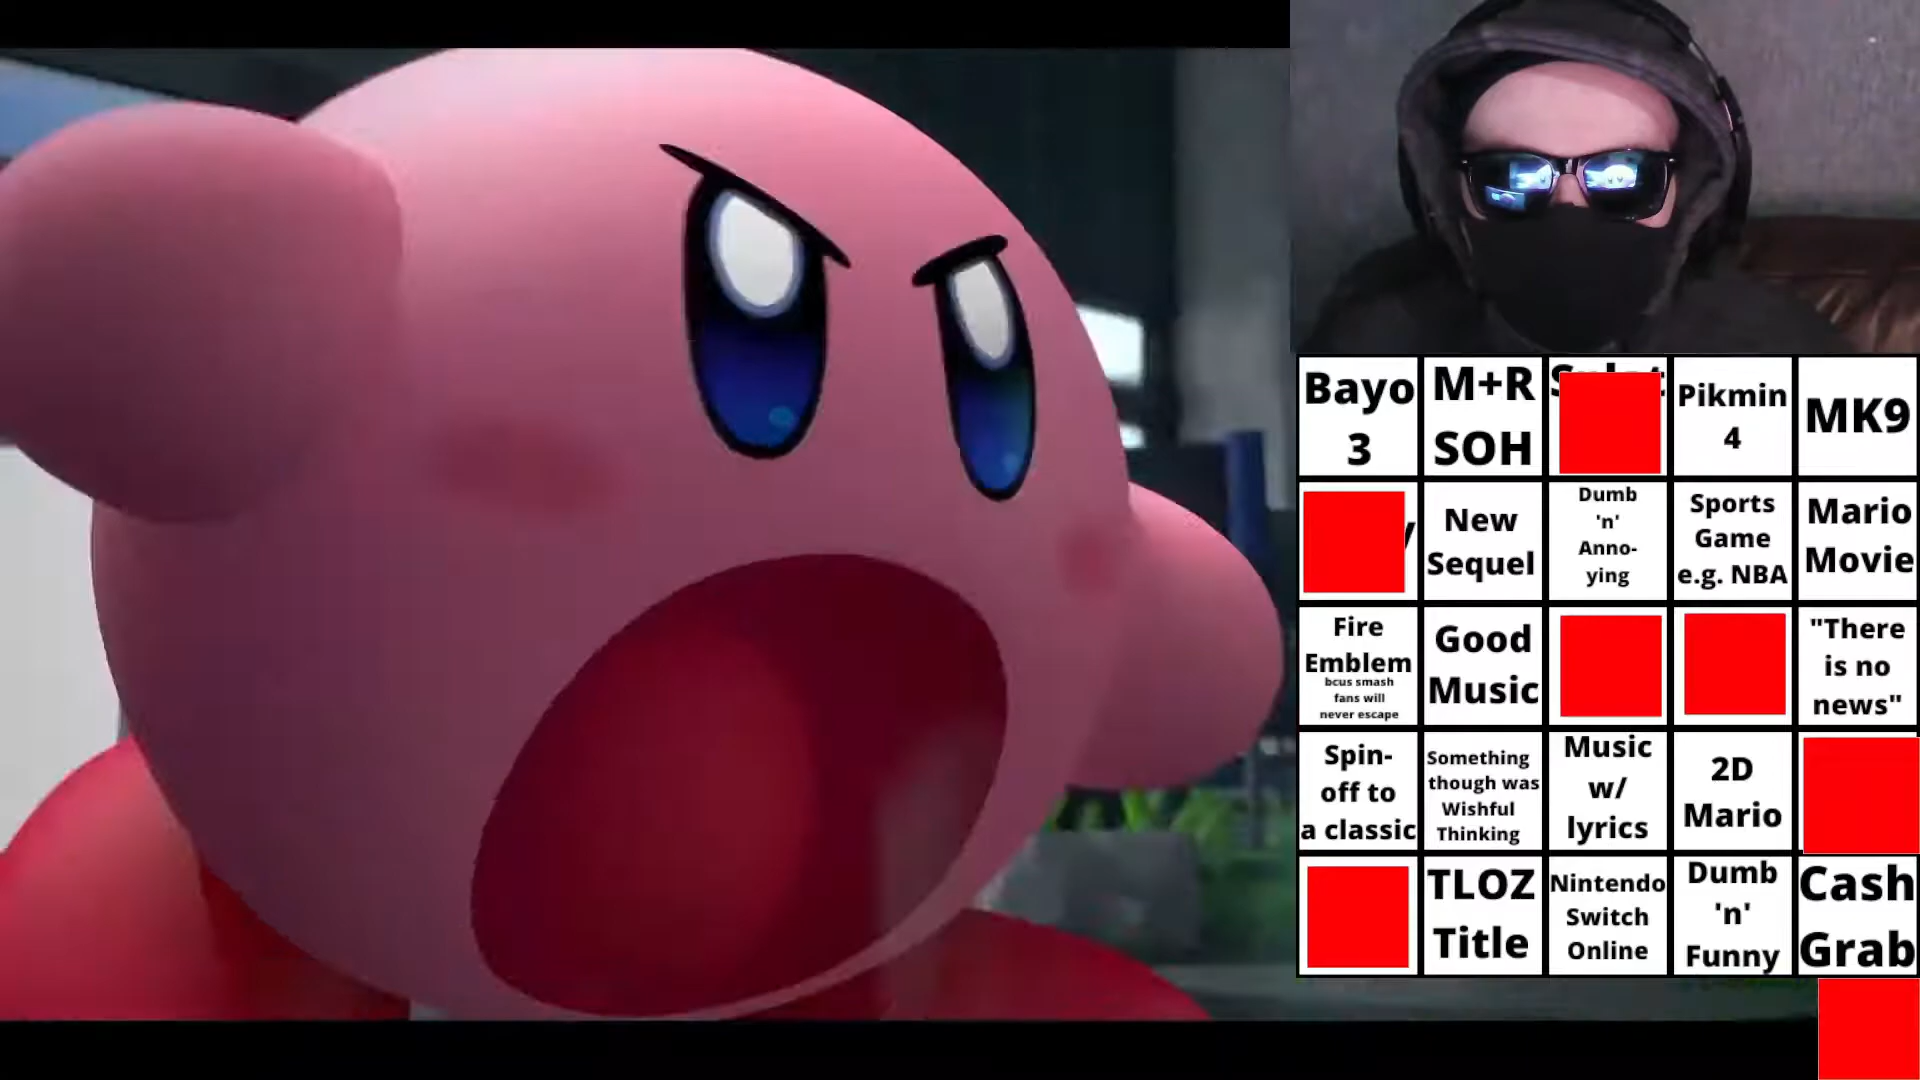 Bayo
3
M+R
SOH
Pikmin
4
MK9
New
Sequel
Dumb
'n'
Anno-
ying
Sports
Game
e.g. NBA
Mario
Movie
Fire
Emblem
bcus smash
fans will
never escape
Good
Music
"There
is no
news"
Spin-
off to
a classic
Something
though was
Wishful
Thinking
Music
w/
lyrics
2D
Mario
TLOZ
Title
Nintendo
Switch
Online
Dumb
'n'
Funny
Cash
Grab